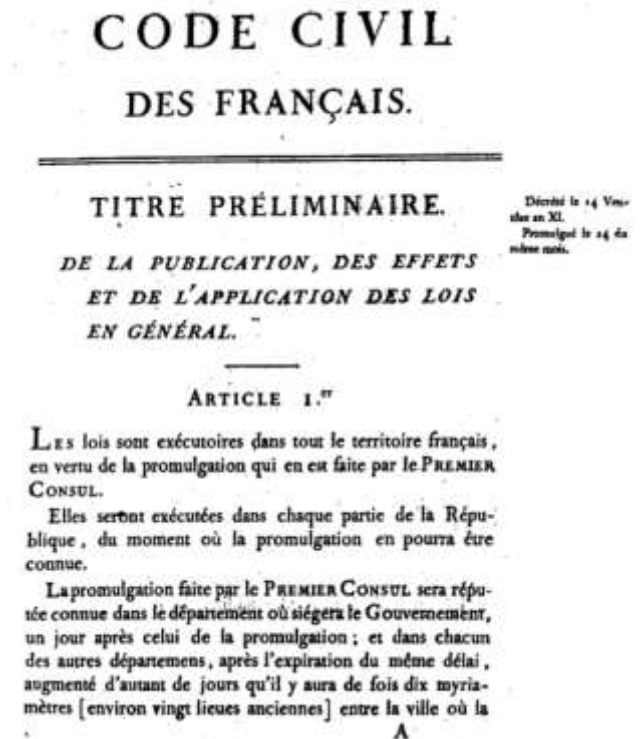 CODE CIVIL
DES FRANÇAIS.
TITRE PRÉLIMINAIRE.
Décrété le 14 Ven-
tôse an XI.
Promulgué le 24 du
même mois.
DE LA PUBLICATION, DES EFFETS
ET DE L'APPLICATION DES LOIS
EN GÉNÉRAL.
ARTICLE 1.er
LES lois sont exécutoires dans tout le territoire français,
en vertu de la promulgation qui en est faite par le PREMIER
CONSUL.
Elles seront exécutées dans chaque partie de la Répu-
blique, du moment où la promulgation en pourra être
connue.
La promulgation faite par le PREMIER CONSUL sera répu-
tée connue dans le département où siégera le Gouvernement,
un jour après celui de la promulgation ; et dans chacun
des autres départemens, après l'expiration du même délai,
augmenté d'autant de jours qu'il y aura de fois dix myria-
mètres [environ vingt lieues anciennes] entre la ville où la
A